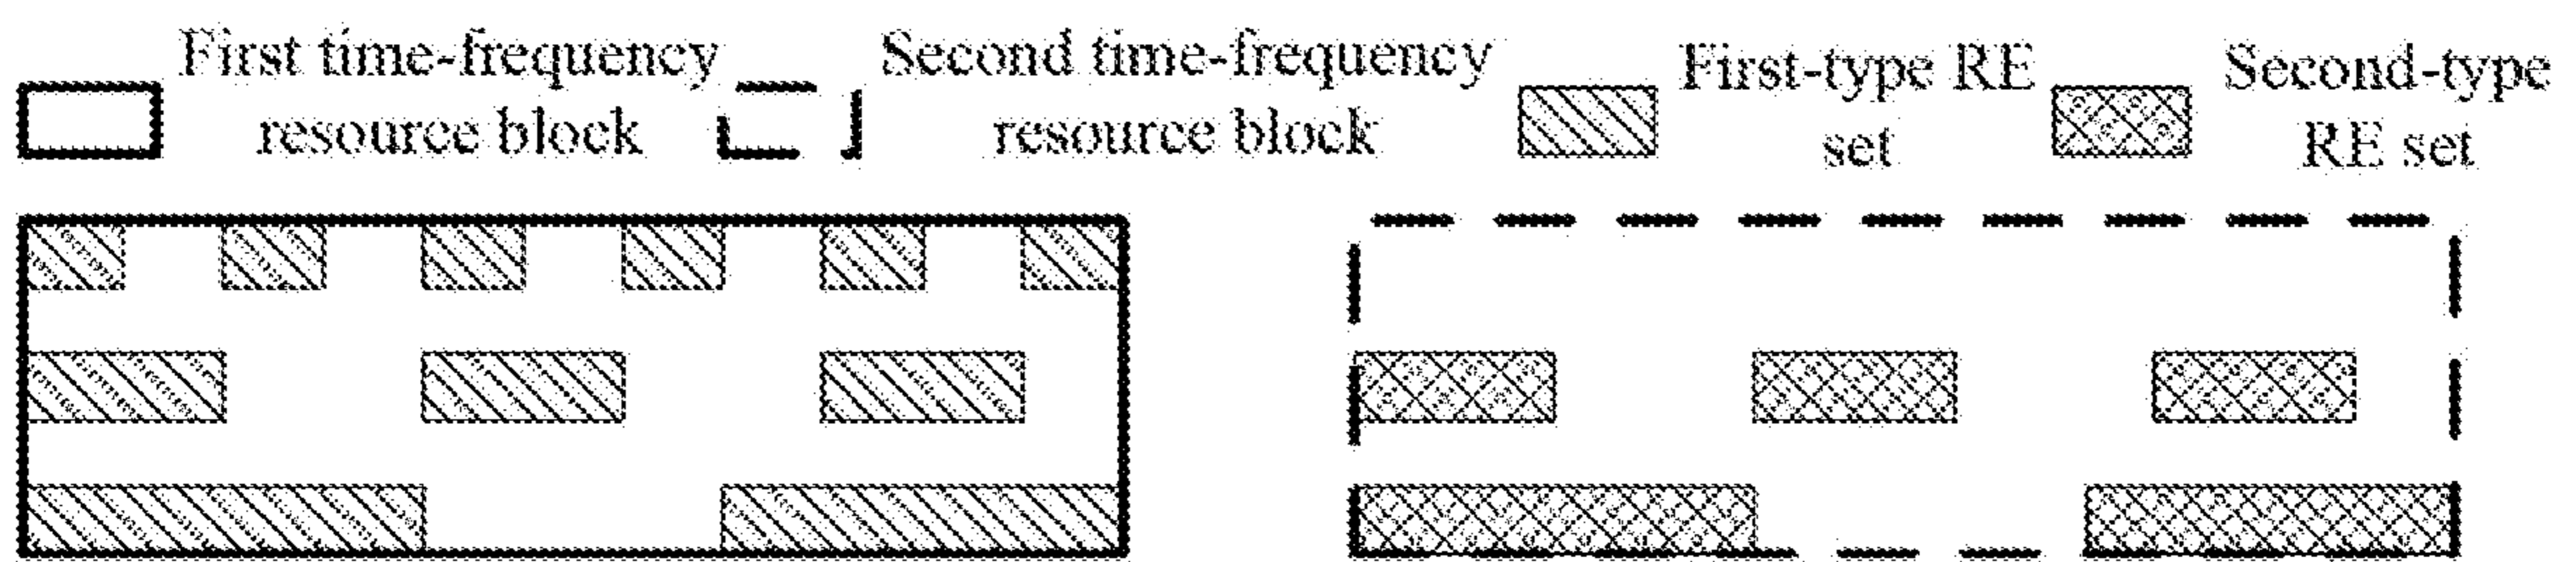 First time-frequency
resource block
Second time-frequency
resource block
First-type RE
set
Second-type
RE set